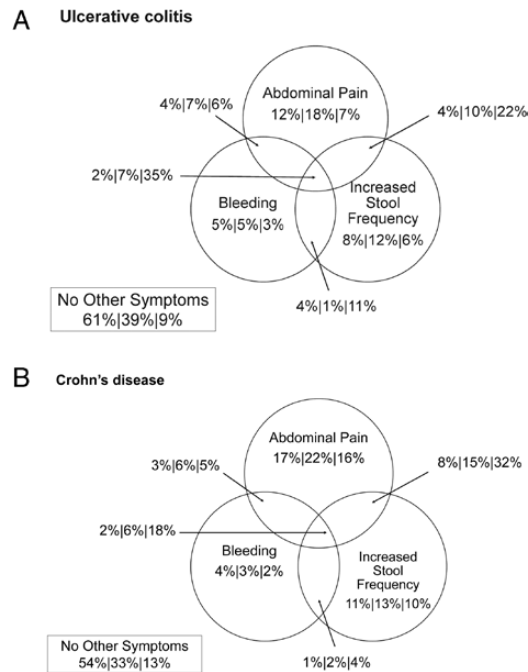 A
Ulcerative colitis
Abdominal Pain
12%|18%|7%
4%|7%|6%
4%|10%|22%
2%|7%|35%
Bleeding
5%|5%|3%
Increased
Stool
Frequency
8%|12%|6%
4%|1%|11%
No Other Symptoms
61%|39%|9%
B
Crohn's disease
Abdominal Pain
17%|22%|16%
3%|6%|5%
8%|15%|32%
2%|6%|18%
Bleeding
4%|3%|2%
Increased
Stool
Frequency
11%|13%|10%
1%|2%|4%
No Other Symptoms
54%|33%|13%